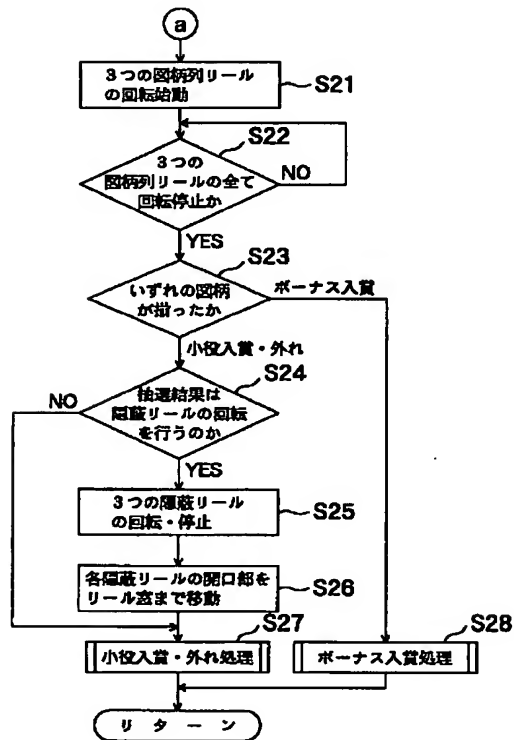 a
3つの図柄列リール
の回転始動
S21
S22
3つの
図柄列リールの全て
回転停止か
NO
YES
S23
いずれの図柄
が揃ったか
ボーナス入賞
小役入賞・外れ
S24
抽選結果は
隠蔽リールの回転
を行うのか
NO
YES
3つの隠蔽リール
の回転・停止
S25
各隠蔽リールの開口部を
リール窓まで移動
S26
S27
小役入賞・外れ処理
S28
ボーナス入賞処理
リターン